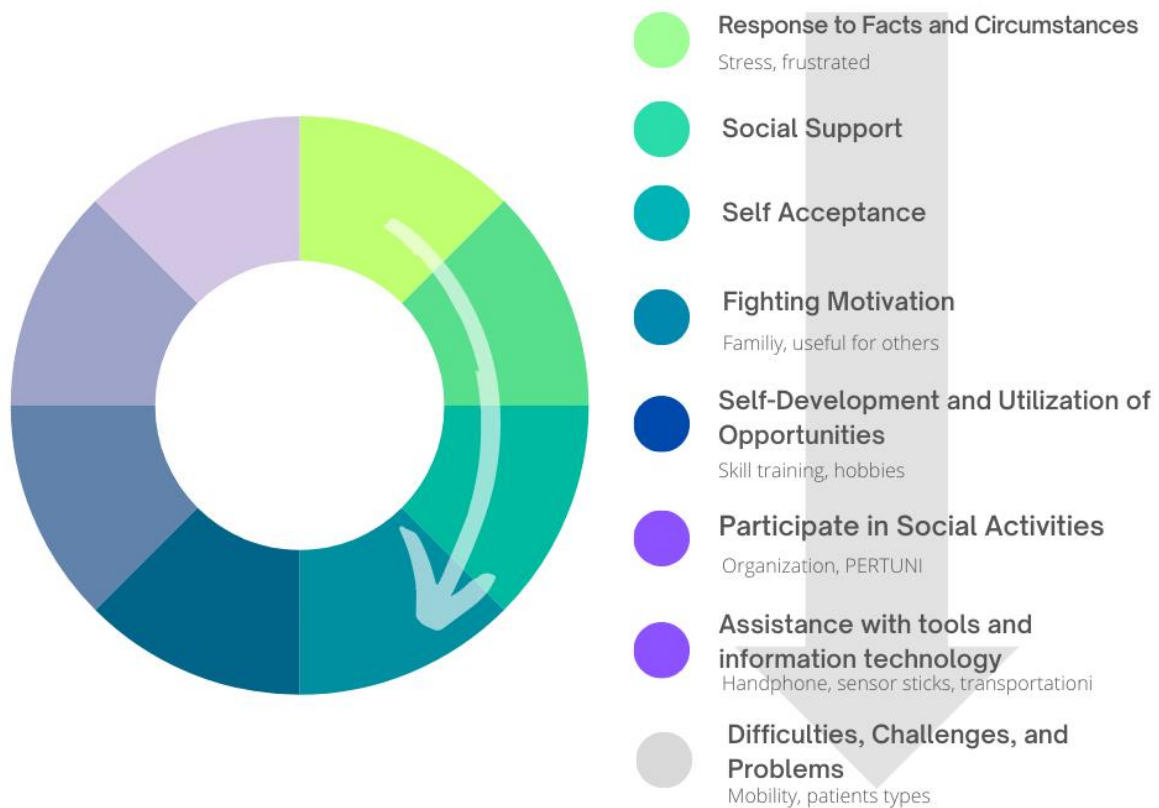 Response to Facts and Circumstances
Stress, frustrated
Social Support
Self Acceptance
Fighting Motivation
Familiy, useful for others
Self-Development and Utilization of
Opportunities
Skill training, hobbies
Participate in Social Activities
Organization, PERTUNI
Assistance with tools and
information technology
Handphone, sensor sticks, transportationi
Difficulties, Challenges, and
Problems
Mobility, patients types